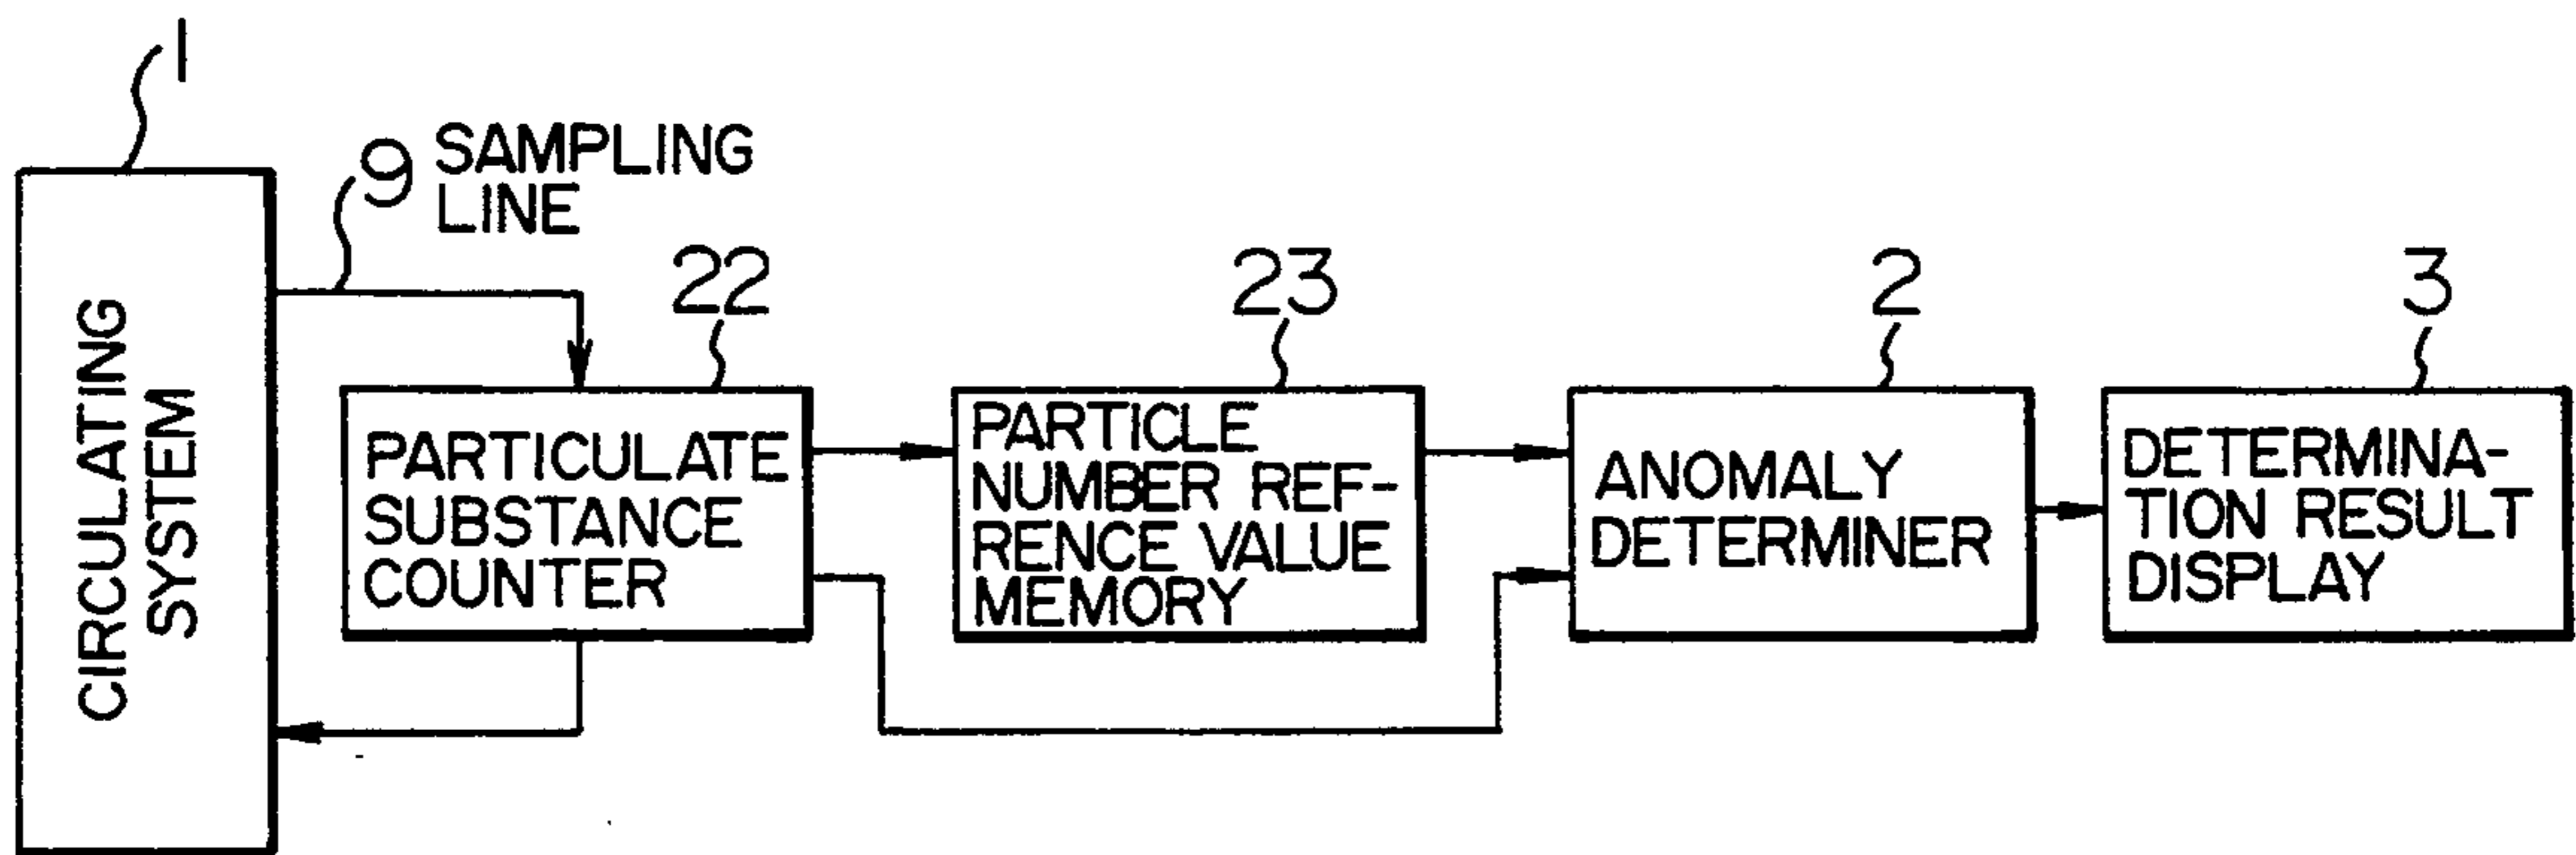 1
9 SAMPLING
LINE
22
23
2
3
CIRCULATING
SYSTEM
PARTICULATE
SUBSTANCE
COUNTER
PARTICLE
NUMBER REF-
RENCE VALUE
MEMORY
ANOMALY
DETERMINER
DETERMINA-
TION RESULT
DISPLAY